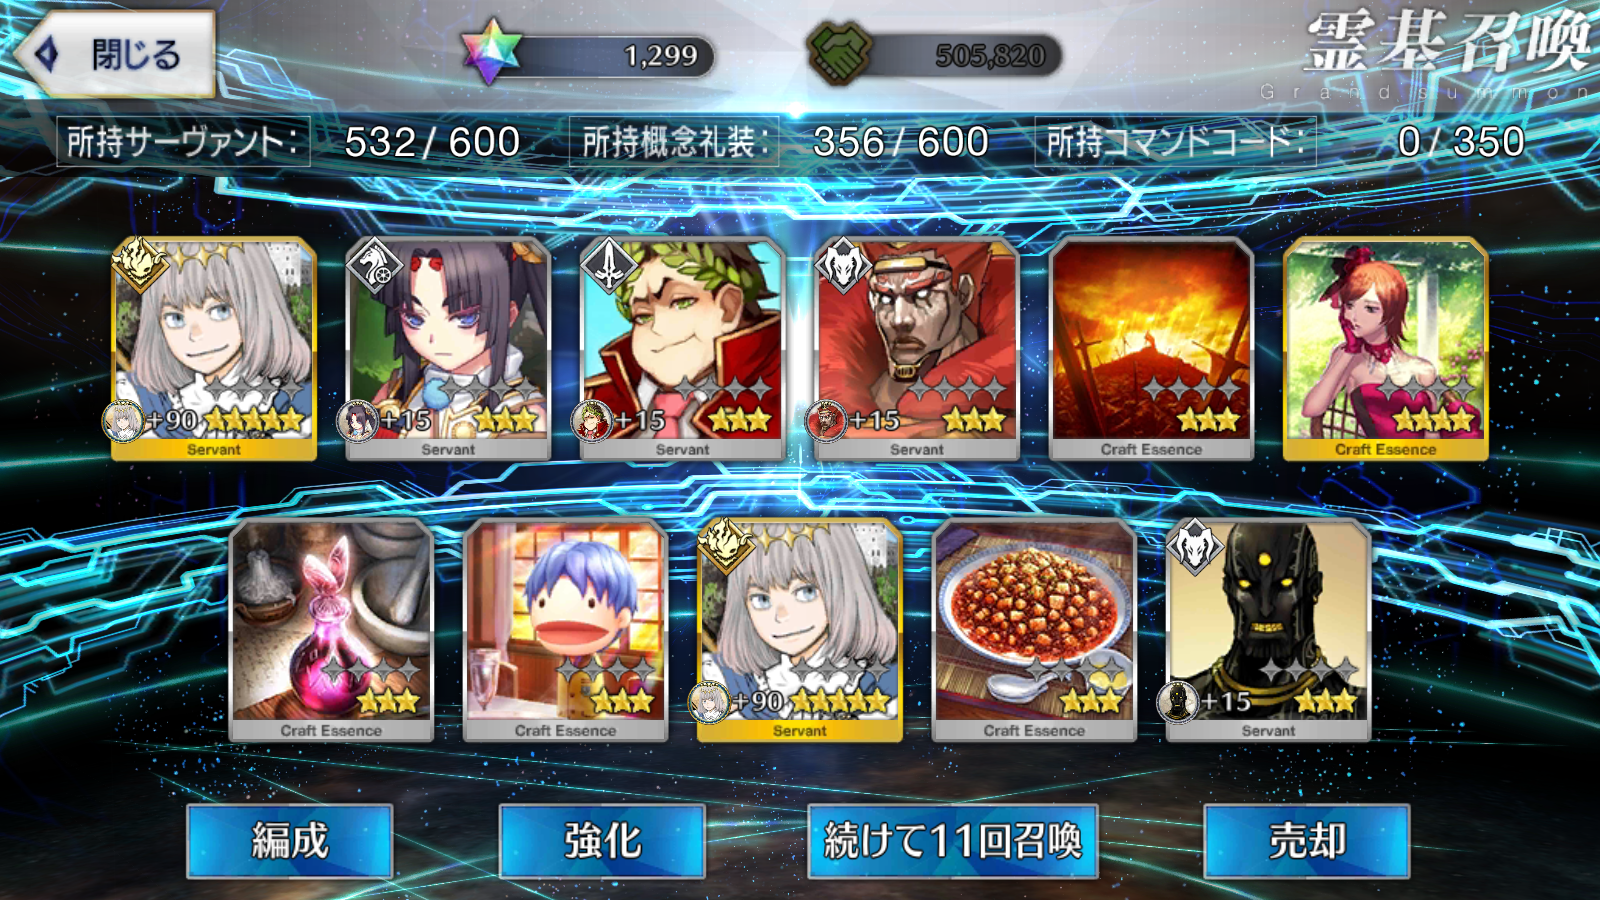 閉じる
1,299
505,820
霊基召喚
Grand summon
所持サーヴァント:
532/600
所持概念礼装:
356/600
所持コマンドコード:
0/350
+90
Servant
+15
Servant
+15
Servant
+15
Servant
Craft Essence
Craft Essence
Craft Essence
Craft Essence
+90
Servant
Craft Essence
+15
Servant
編成
強化
続けて11回召喚
売却